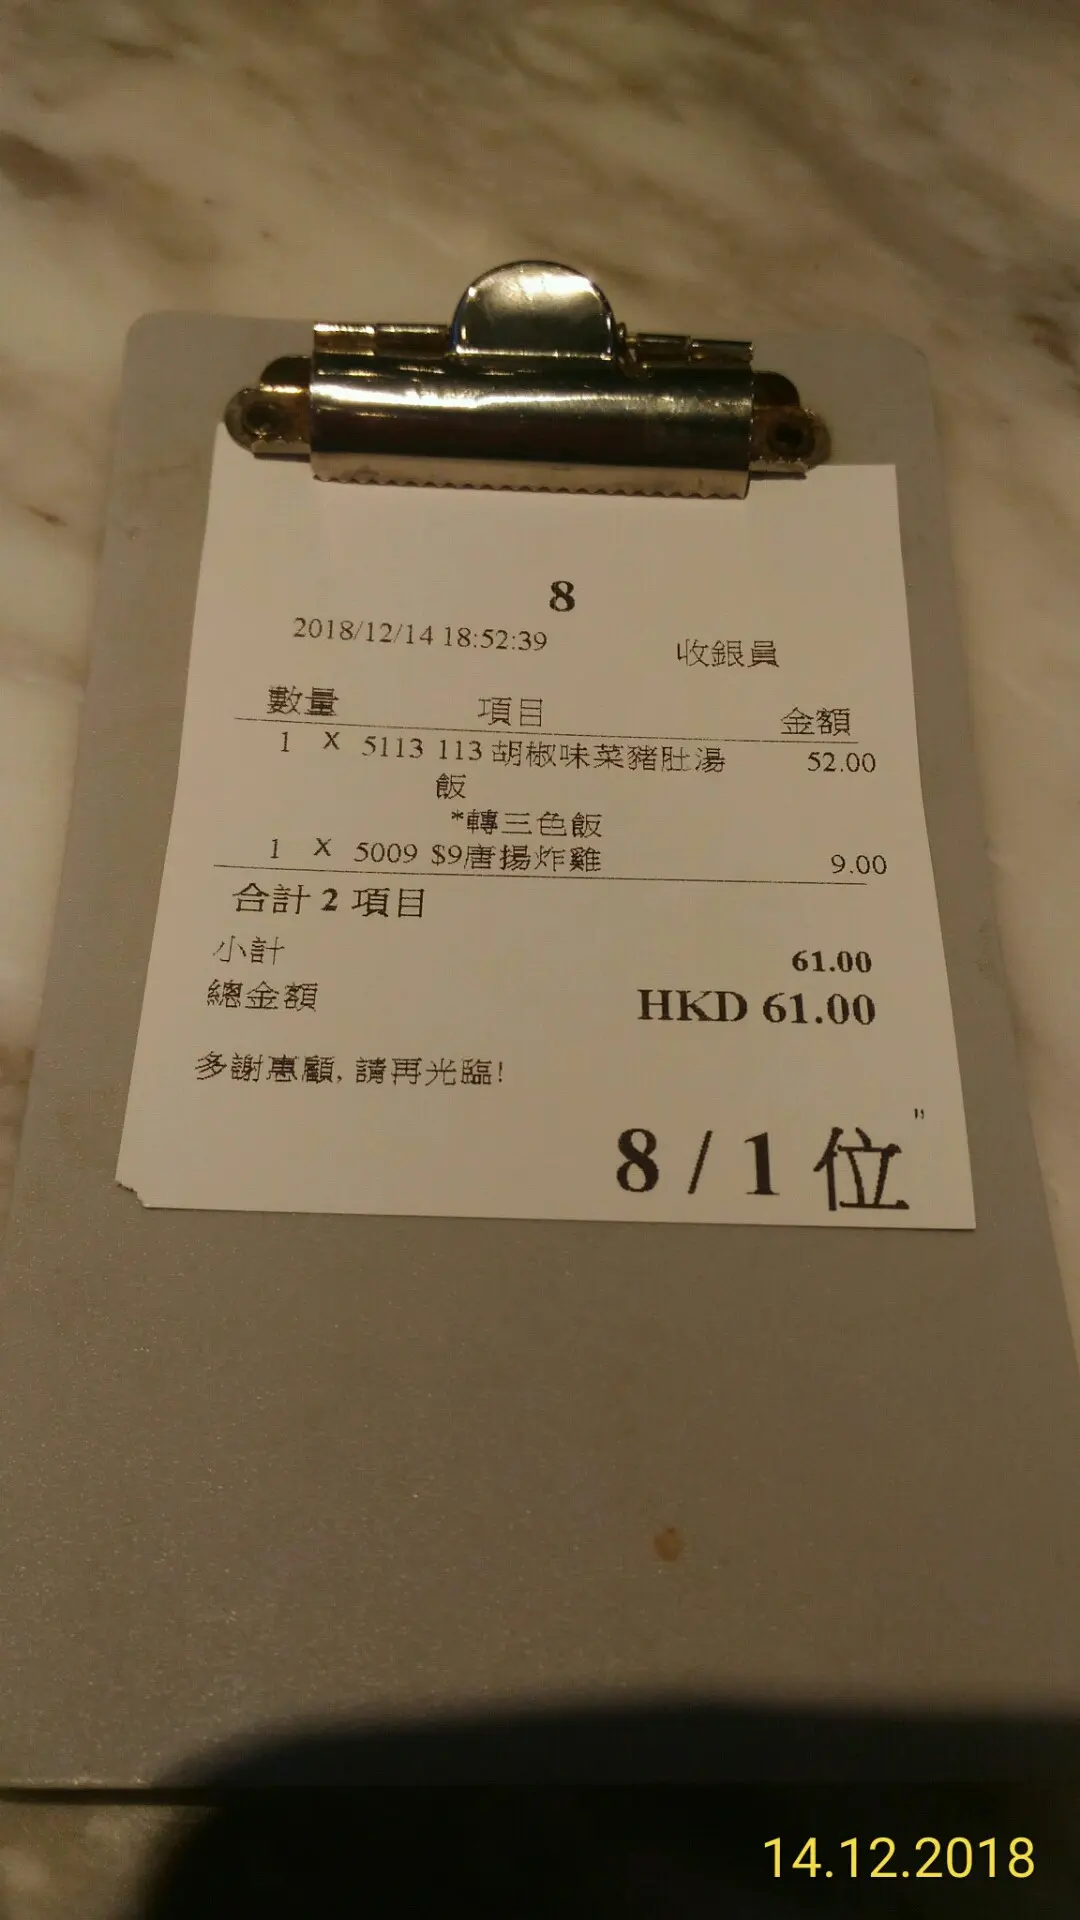 8
2018/12/14 18:52:39 收銀員
數量 項目 金額
1 X 5113 113 胡椒味菜豬肚湯 52.00
飯
*轉三色飯
1 X 5009 $9唐揚炸雞 9.00
合計 2 項目
小計 61.00
總金額 HKD 61.00
多謝惠顧, 請再光臨!
"
8 / 1 位
14.12.2018